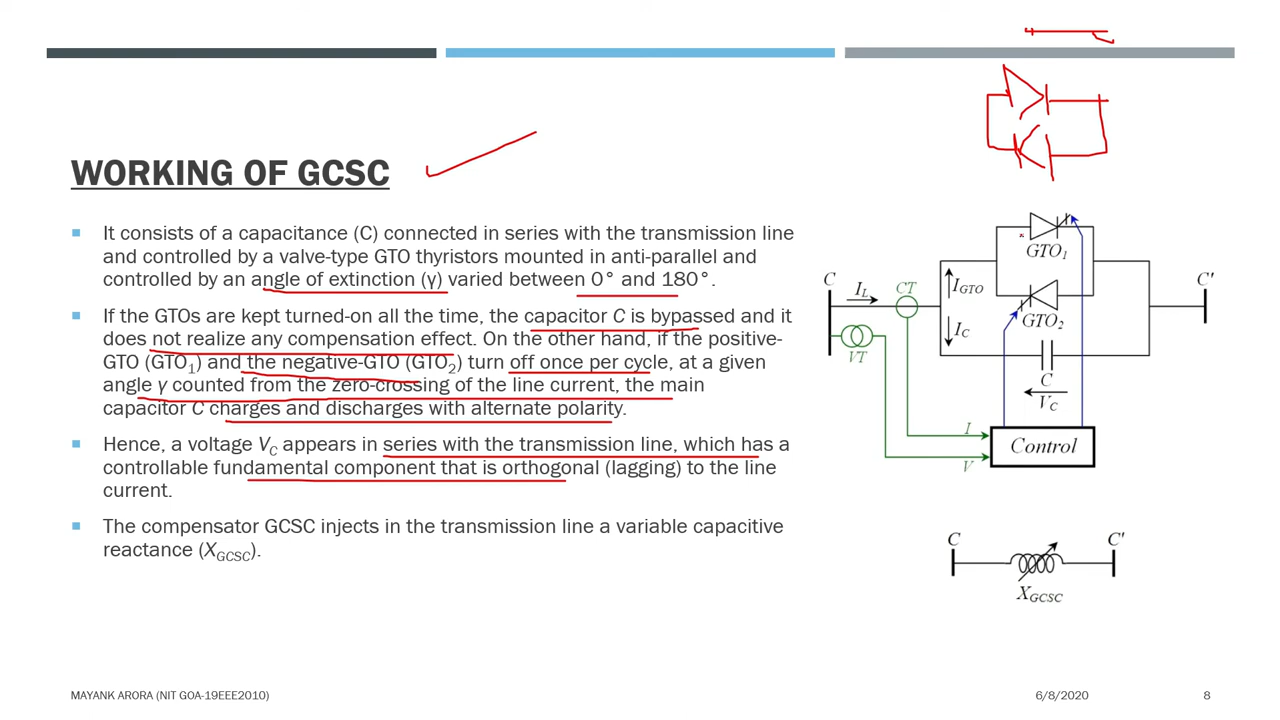 WORKING OF GCSC
It consists of a capacitance (C) connected in series with the transmission line
and controlled by a valve-type GTO thyristors mounted in anti-parallel and
controlled by an angle of extinction (γ) varied between 0° and 180°.
If the GTOs are kept turned-on all the time, the capacitor C is bypassed and it
does not realize any compensation effect. On the other hand, if the positive-
GTO (GTO1) and the negative-GTO (GTO2) turn off once per cycle, at a given
angle γ counted from the zero-crossing of the line current, the main
capacitor C charges and discharges with alternate polarity.
Hence, a voltage VC appears in series with the transmission line, which has a
controllable fundamental component that is orthogonal (lagging) to the line
current.
The compensator GCSC injects in the transmission line a variable capacitive
reactance (XGCSC).
GTO1
C
IL
CT
IGTO
C'
GTO2
IC
VT
C
VC
I
Control
V
C
C'
XGCSC
MAYANK ARORA (NIT GOA-19EEE2010)
6/8/2020
8